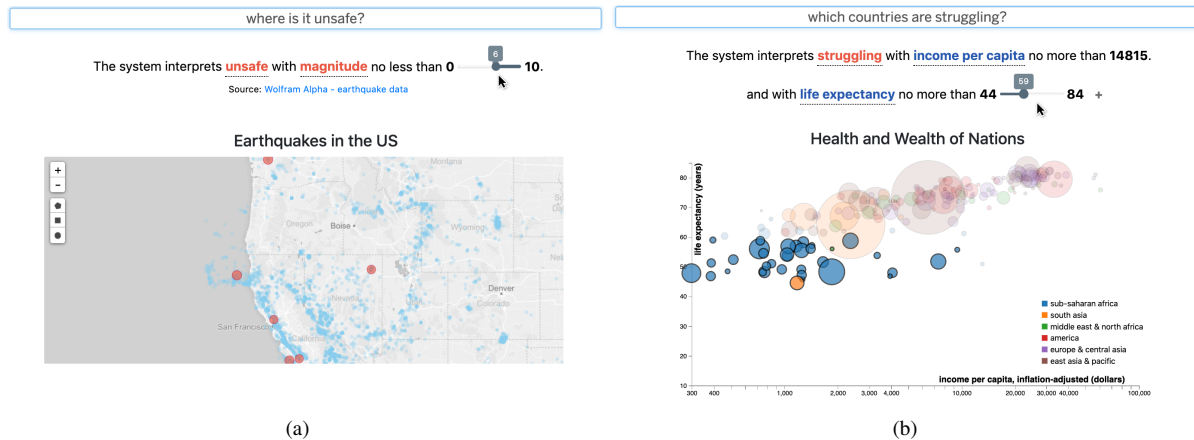 where is it unsafe?
6
The system interprets unsafe with magnitude no less than 0 10.
Source: Wolfram Alpha - earthquake data
Earthquakes in the US
+
−
Montana
Oregon
Boise
Wyoming
Nevada
Denver
Colorado
San Francisco
California
(a)
which countries are struggling?
The system interprets struggling with income per capita no more than 14815.
59
and with life expectancy no more than 44 84 +
Health and Wealth of Nations
life expectancy (years)
80
70
60
50
40
30
20
10
sub-saharan africa
south asia
middle east & north africa
america
europe & central asia
east asia & pacific
income per capita, inflation-adjusted (dollars)
300 400 1,000 2,000 3,000 4,000 10,000 20,000 30,000 40,000 100,000
(b)